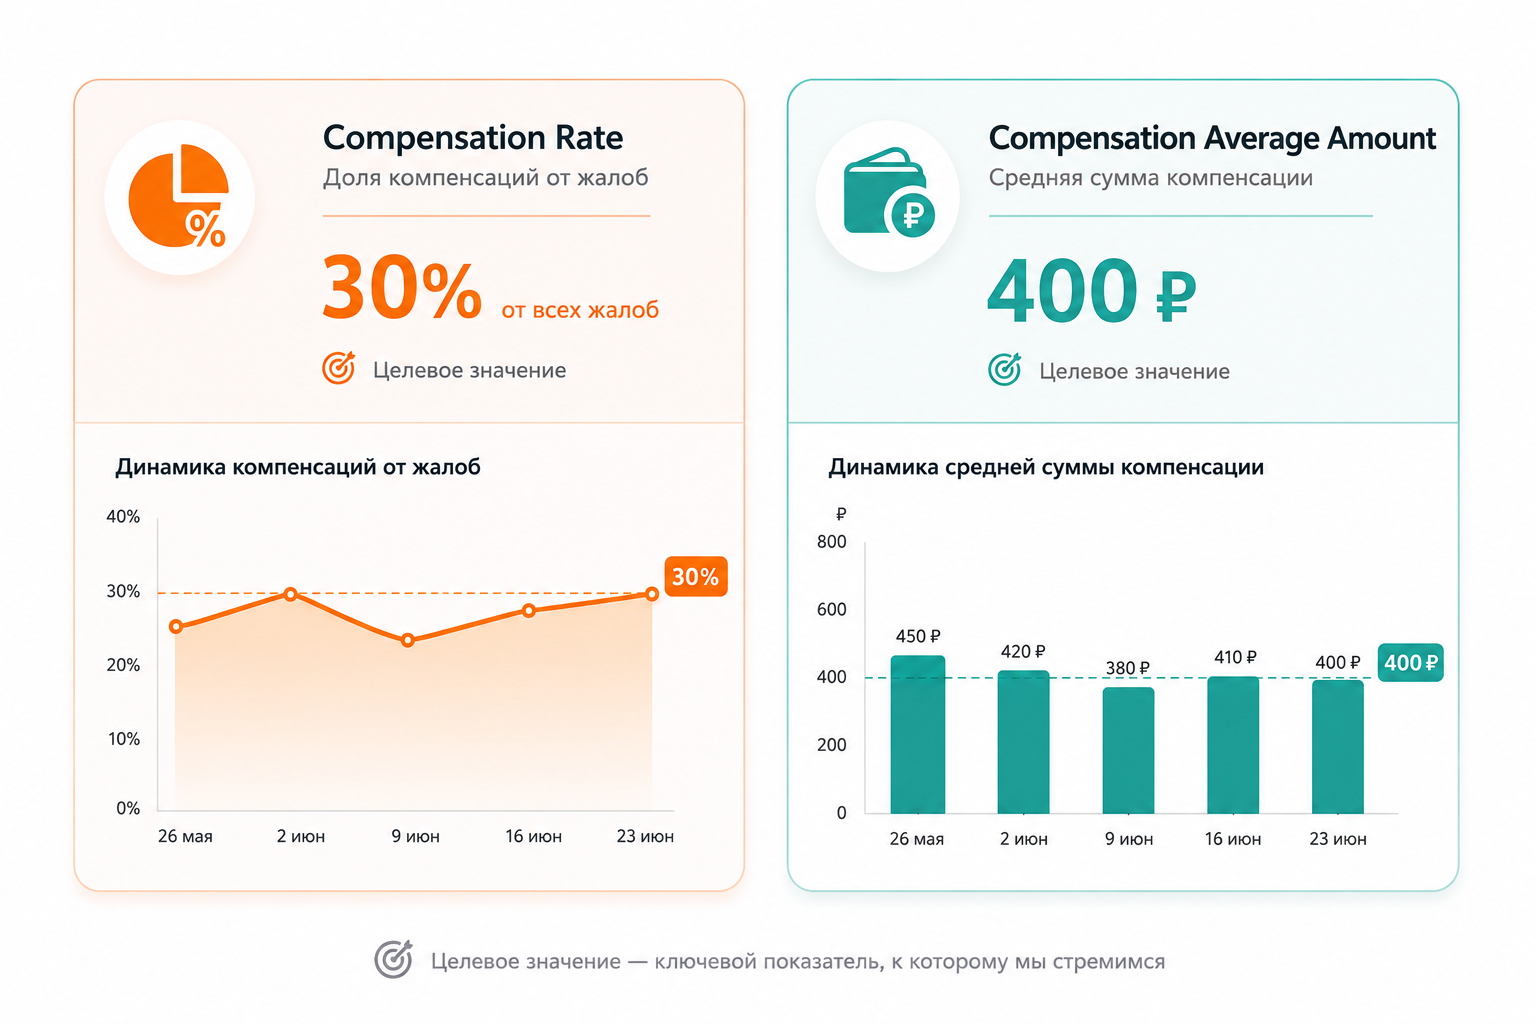 %
Compensation Rate
Доля компенсаций от жалоб
30% от всех жалоб
Целевое значение
Динамика компенсаций от жалоб
40%
30%
20%
10%
0%
30%
26 мая 2 июн 9 июн 16 июн 23 июн
₽
Compensation Average Amount
Средняя сумма компенсации
400 ₽
Целевое значение
Динамика средней суммы компенсации
₽
800
600
400
200
0
450 ₽ 420 ₽ 380 ₽ 410 ₽ 400 ₽ 400 ₽
26 мая 2 июн 9 июн 16 июн 23 июн
Целевое значение — ключевой показатель, к которому мы стремимся